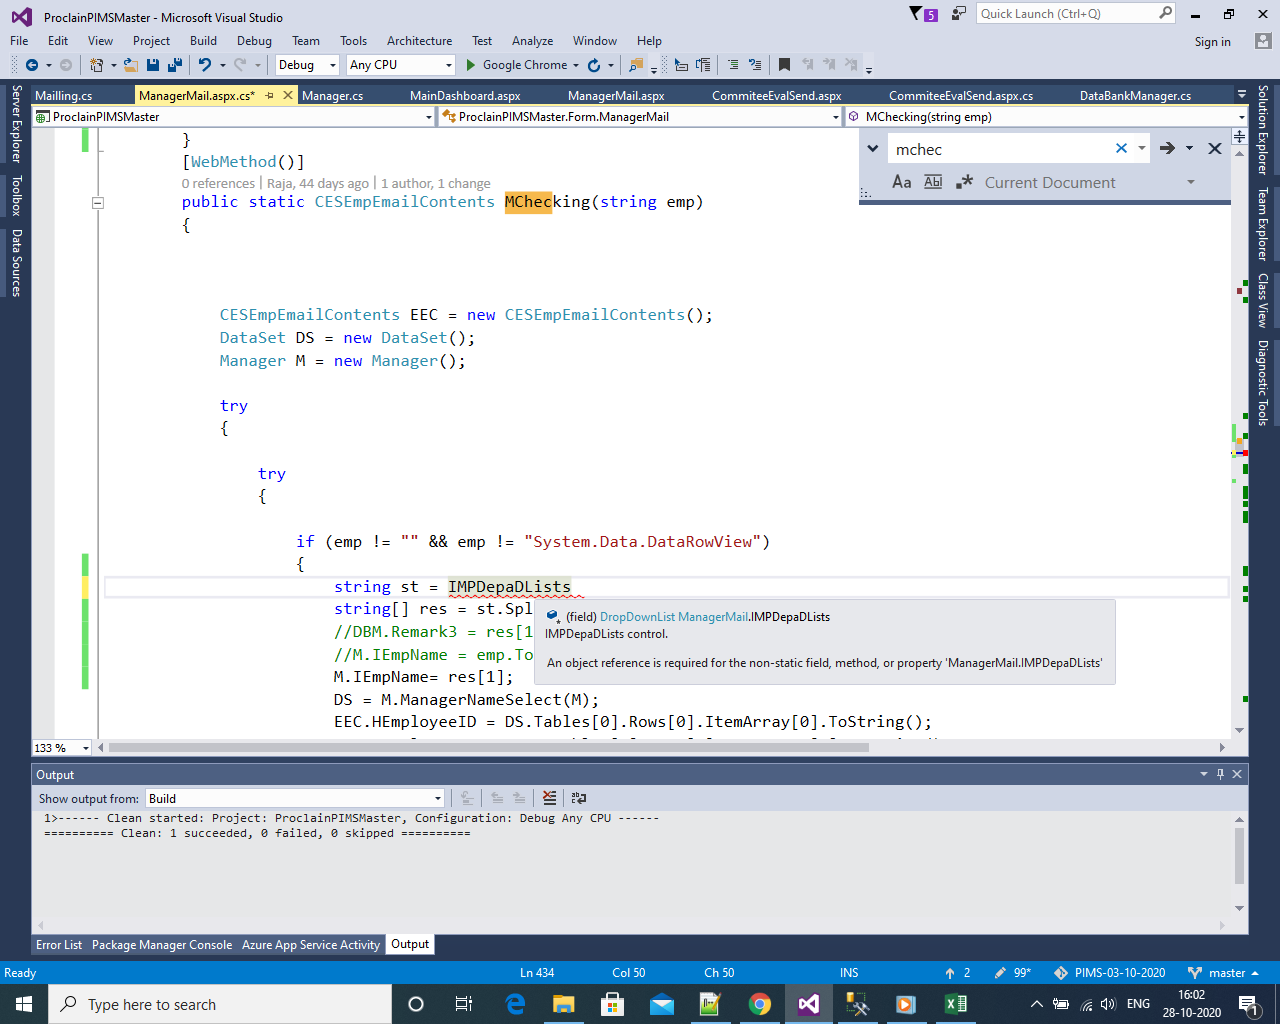 ProclainPIMSMaster - Microsoft Visual Studio
5
Quick Launch (Ctrl+Q)
File Edit View Project Build Debug Team Tools Architecture Test Analyze Window Help
Sign in
Debug Any CPU Google Chrome
Mailling.cs ManagerMail.aspx.cs* Manager.cs MainDashboard.aspx ManagerMail.aspx CommiteeEvalSend.aspx CommiteeEvalSend.aspx.cs DataBankManager.cs
ProclainPIMSMaster ProclainPIMSMaster.Form.ManagerMail MChecking(string emp)
Server Explorer
Toolbox
Data Sources
Solution Explorer
Team Explorer
Class View
Diagnostic Tools
mchec
Aa Abl .* Current Document
}
[WebMethod()]
0 references | Raja, 44 days ago | 1 author, 1 change
public static CESEmpEmailContents MChecking(string emp)
{
CESEmpEmailContents EEC = new CESEmpEmailContents();
DataSet DS = new DataSet();
Manager M = new Manager();
try
{
try
{
if (emp != "" && emp != "System.Data.DataRowView")
{
string st = IMPDepaDLists
string[] res = st.Spl
//DBM.Remark3 = res[1
//M.IEmpName = emp.To
M.IEmpName= res[1];
DS = M.ManagerNameSelect(M);
EEC.HEmployeeID = DS.Tables[0].Rows[0].ItemArray[0].ToString();
(field) DropDownList ManagerMail.IMPDepaDLists
IMPDepaDLists control.
An object reference is required for the non-static field, method, or property 'ManagerMail.IMPDepaDLists'
133 %
Output
Show output from: Build
1>------ Clean started: Project: ProclainPIMSMaster, Configuration: Debug Any CPU ------
========== Clean: 1 succeeded, 0 failed, 0 skipped ==========
Error List Package Manager Console Azure App Service Activity Output
Ready Ln 434 Col 50 Ch 50 INS 2 99* PIMS-03-10-2020 master
Type here to search
ENG
16:02
28-10-2020
1